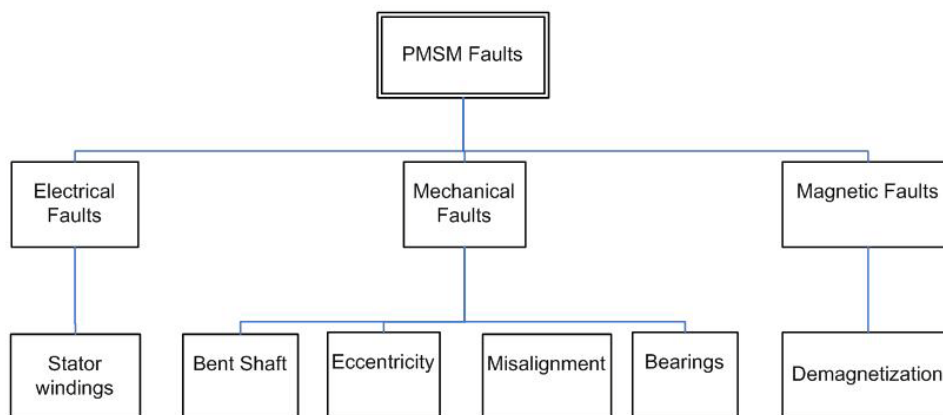 PMSM Faults
Electrical
Faults
Mechanical
Faults
Magnetic Faults
Stator
windings
Bent Shaft
Eccentricity
Misalignment
Bearings
Demagnetization